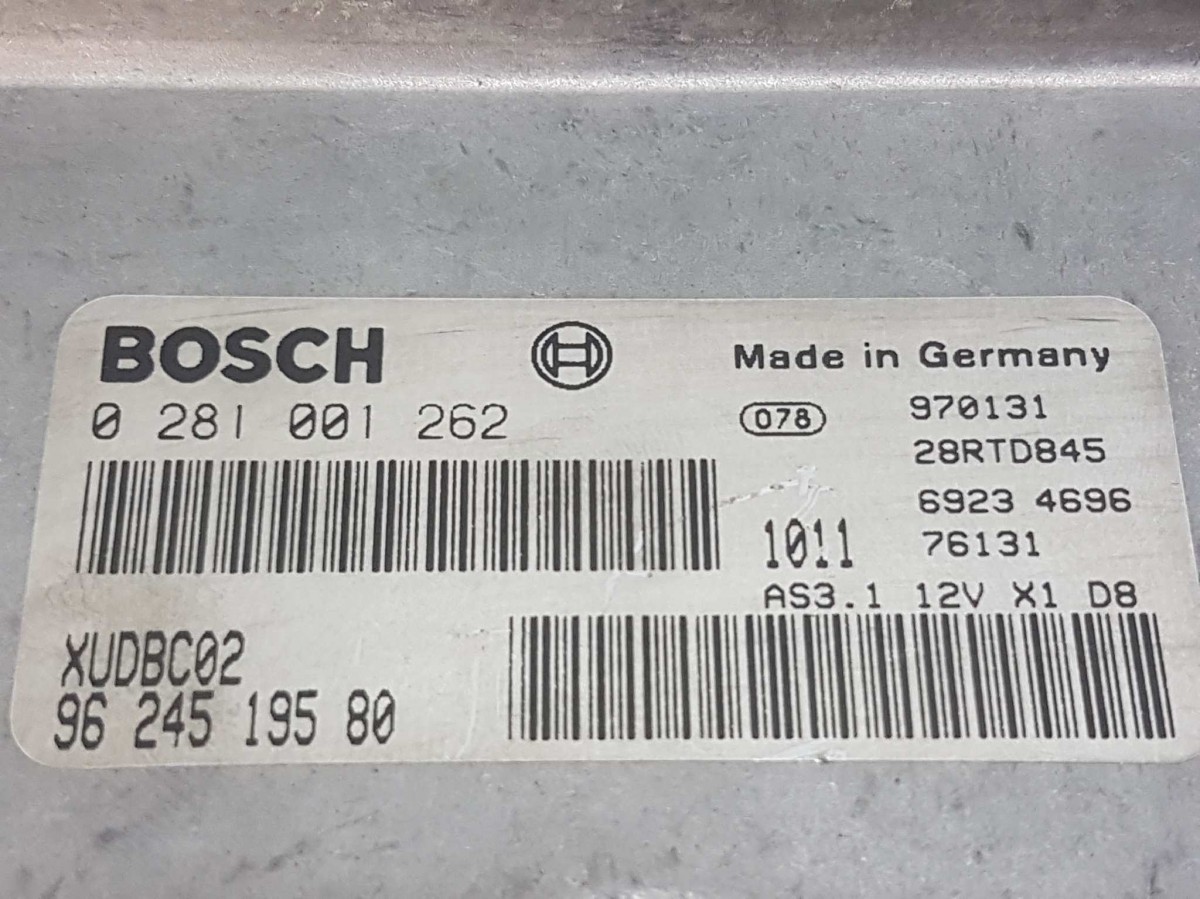 BOSCH
Made in Germany
0 281 001 262
078 970131
28RTD845
6923 4696
1011 76131
AS3.1 12V X1 D8
XUDBC02
96 245 195 80